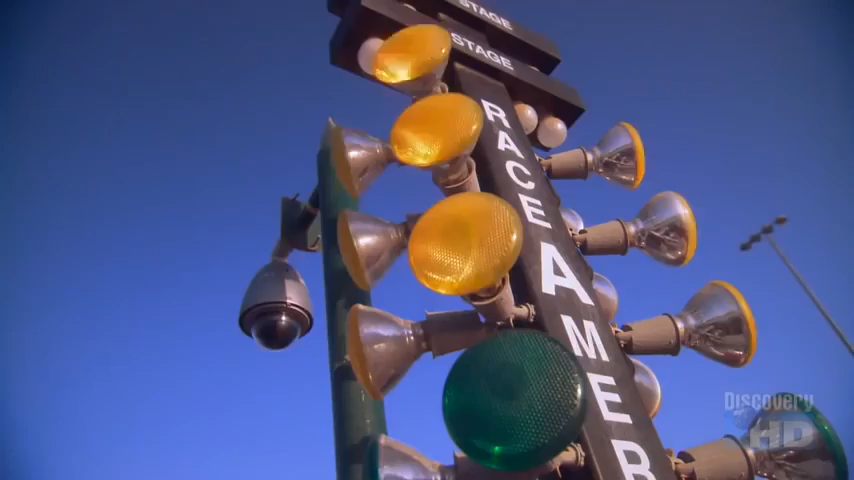 STAGE
STAGE
RACE AMER
Discovery
HD